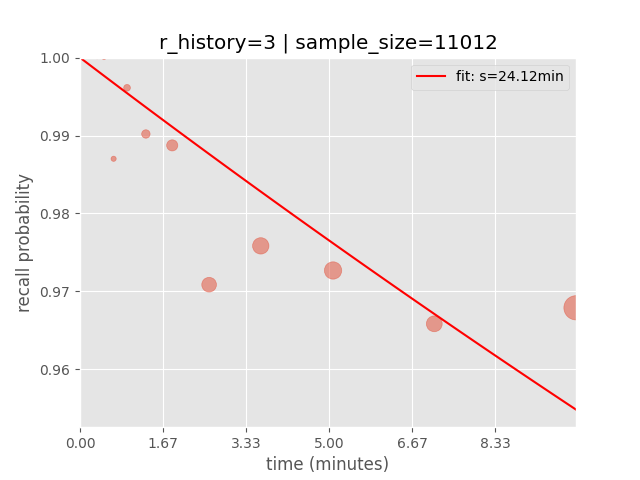 r_history=3 | sample_size=11012
fit: s=24.12min
1.00
0.99
0.98
0.97
0.96
recall probability
0.00 1.67 3.33 5.00 6.67 8.33
time (minutes)